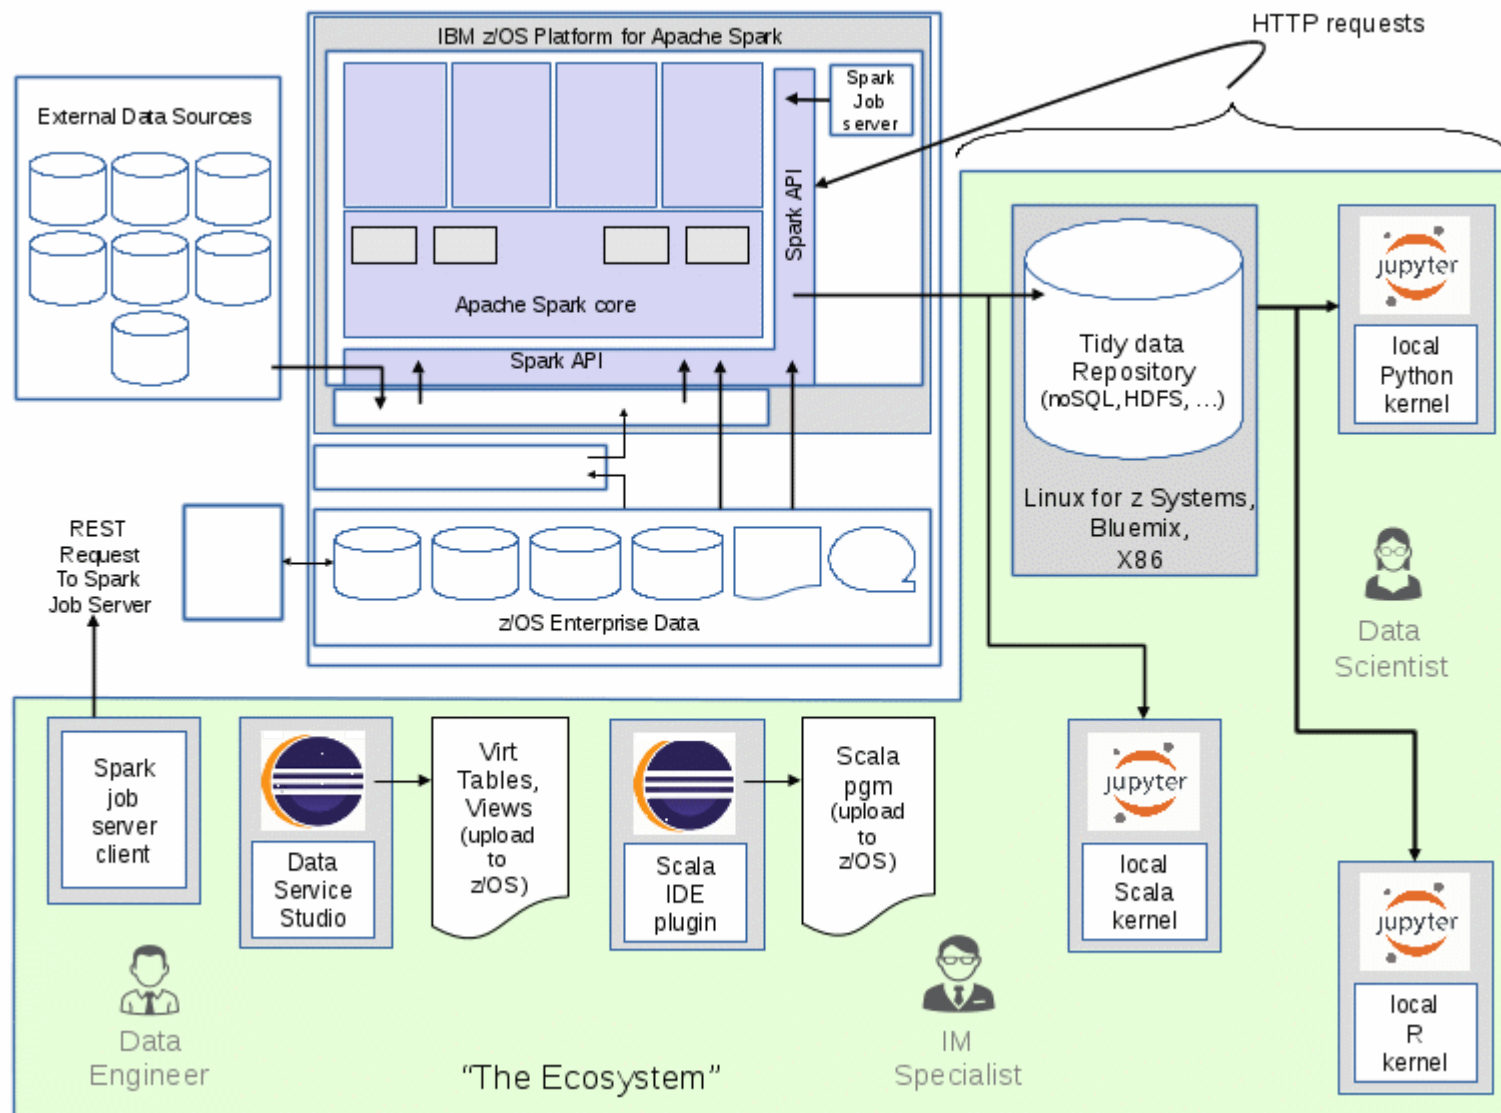 HTTP requests
IBM z/OS Platform for Apache Spark
Spark
Job
server
External Data Sources
Spark API
Apache Spark core
Spark API
Tidy data
Repository
(noSQL, HDFS, ...)
Linux for z Systems,
Bluemix,
X86
jupyter
local
Python
kernel
REST
Request
To Spark
Job Server
z/OS Enterprise Data
Data
Scientist
Spark
job
server
client
Data
Service
Studio
Virt
Tables,
Views
(upload
to
z/OS)
Scala
IDE
plugin
Scala
pgm
(upload
to
z/OS)
jupyter
local
Scala
kernel
jupyter
local
R
kernel
Data
Engineer
"The Ecosystem"
IM
Specialist